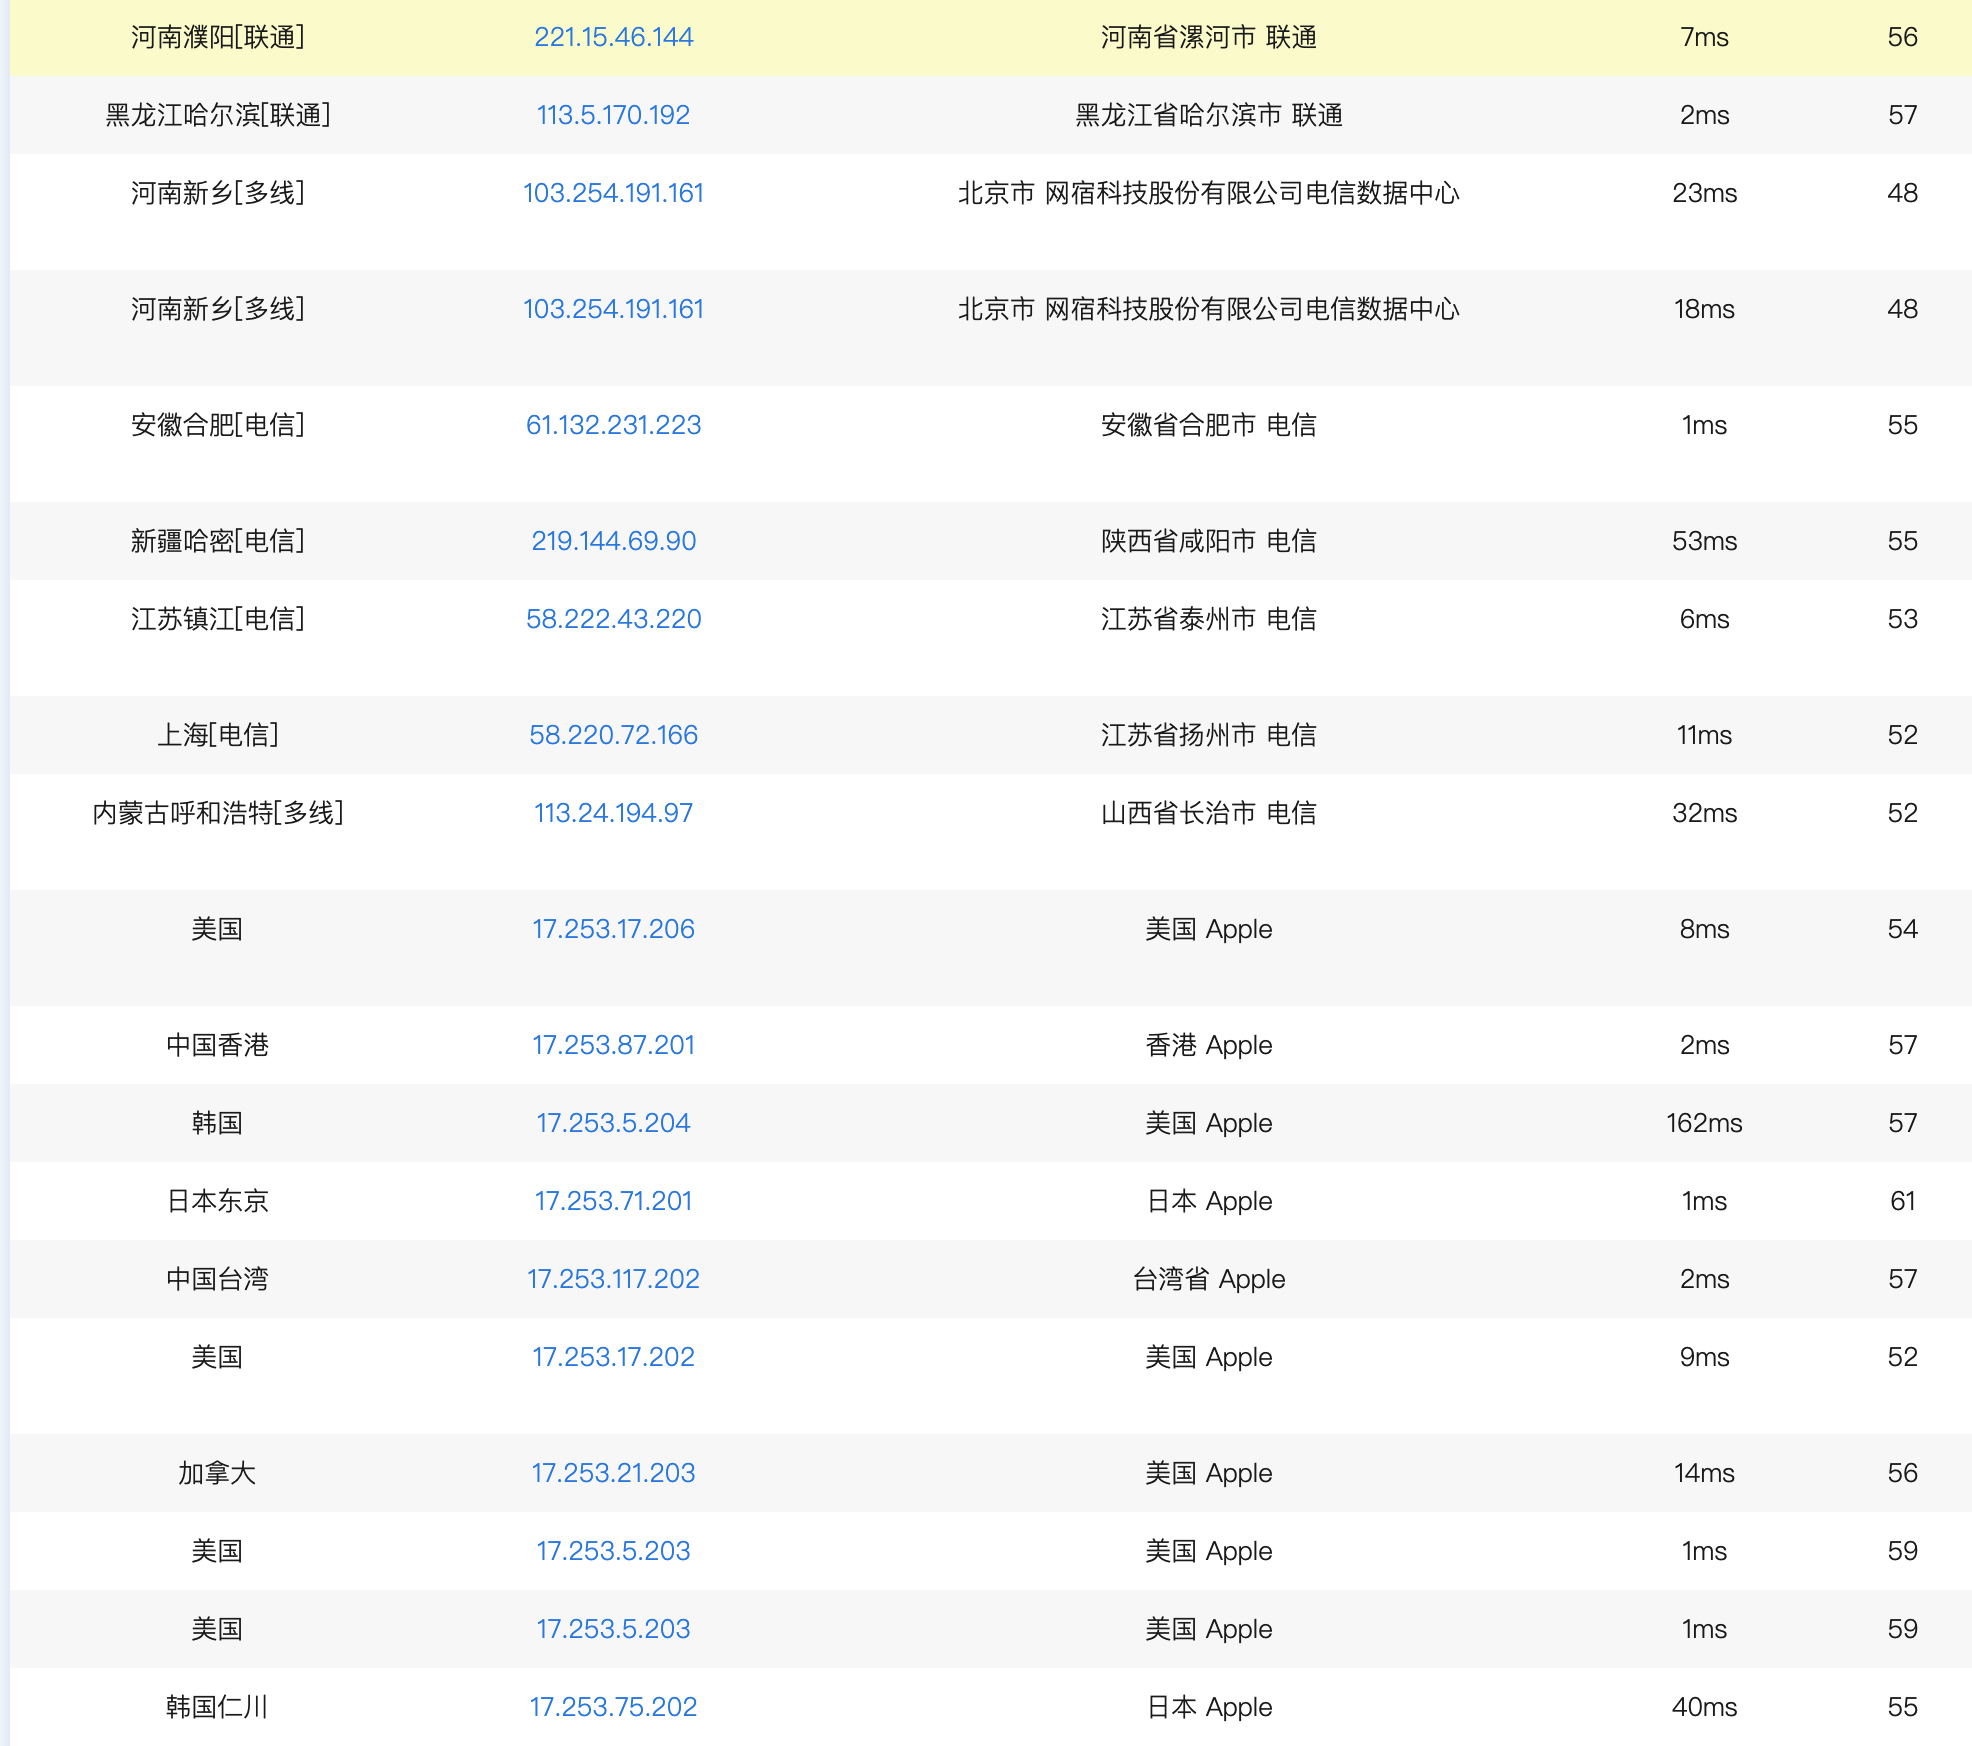 河南濮阳[联通] 221.15.46.144 河南省漯河市 联通 7ms 56
黑龙江哈尔滨[联通] 113.5.170.192 黑龙江省哈尔滨市 联通 2ms 57
河南新乡[多线] 103.254.191.161 北京市 网宿科技股份有限公司电信数据中心 23ms 48
河南新乡[多线] 103.254.191.161 北京市 网宿科技股份有限公司电信数据中心 18ms 48
安徽合肥[电信] 61.132.231.223 安徽省合肥市 电信 1ms 55
新疆哈密[电信] 219.144.69.90 陕西省咸阳市 电信 53ms 55
江苏镇江[电信] 58.222.43.220 江苏省泰州市 电信 6ms 53
上海[电信] 58.220.72.166 江苏省扬州市 电信 11ms 52
内蒙古呼和浩特[多线] 113.24.194.97 山西省长治市 电信 32ms 52
美国 17.253.17.206 美国 Apple 8ms 54
中国香港 17.253.87.201 香港 Apple 2ms 57
韩国 17.253.5.204 美国 Apple 162ms 57
日本东京 17.253.71.201 日本 Apple 1ms 61
中国台湾 17.253.117.202 台湾省 Apple 2ms 57
美国 17.253.17.202 美国 Apple 9ms 52
加拿大 17.253.21.203 美国 Apple 14ms 56
美国 17.253.5.203 美国 Apple 1ms 59
美国 17.253.5.203 美国 Apple 1ms 59
韩国仁川 17.253.75.202 日本 Apple 40ms 55